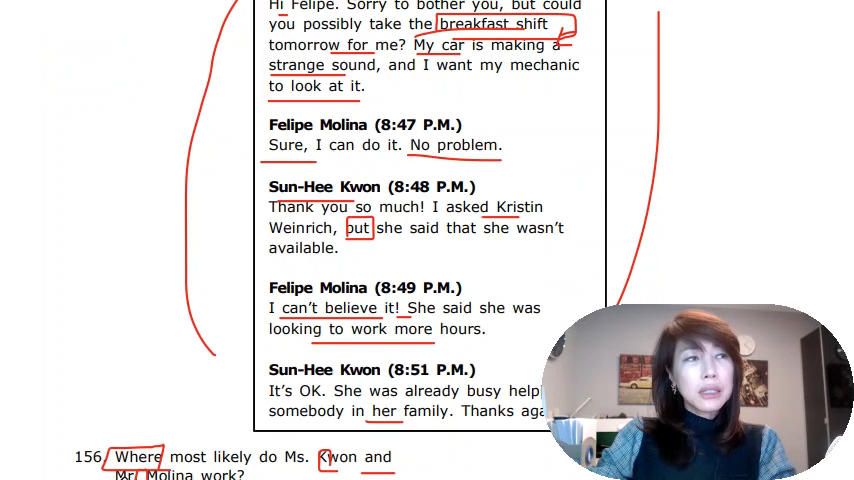 Hi Felipe. Sorry to bother you, but could
you possibly take the breakfast shift
tomorrow for me? My car is making a
strange sound, and I want my mechanic
to look at it.
Felipe Molina (8:47 P.M.)
Sure, I can do it. No problem.
Sun-Hee Kwon (8:48 P.M.)
Thank you so much! I asked Kristin
Weinrich, but she said that she wasn't
available.
Felipe Molina (8:49 P.M.)
I can't believe it! She said she was
looking to work more hours.
Sun-Hee Kwon (8:51 P.M.)
It's OK. She was already busy help
somebody in her family. Thanks aga
156 Where most likely do Ms. Kwon and
Mr. Molina work?